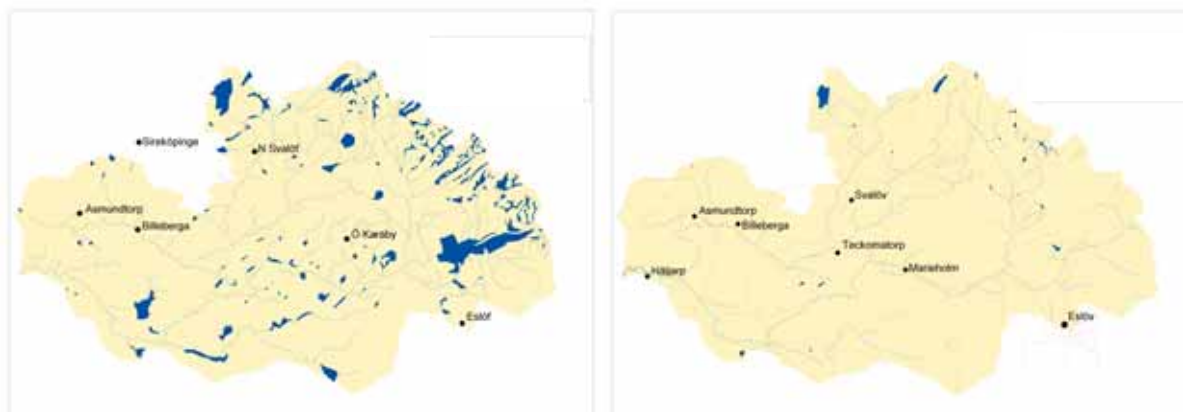 Sireköpinge
N Svalöf
Asmundtorp
Billeberga
Ö Karaby
Eslöf
Svalöv
Asmundtorp
Billeberga
Teckomatorp
Häljarp
Marieholm
Eslöv